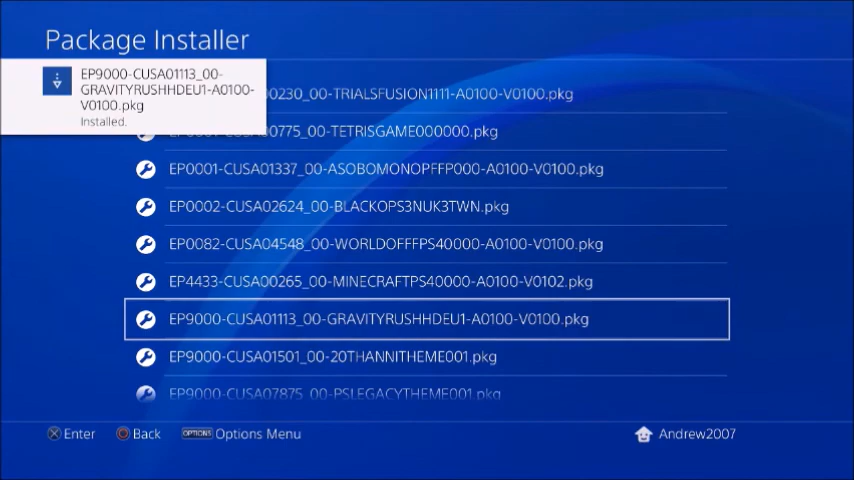 Package Installer
EP9000-CUSA01113_00-
GRAVITYRUSHHDEU1-A0100-
V0100.pkg
Installed.
00230_00-TRIALSFUSION1111-A0100-V0100.pkg
EP0001-CUSA00775_00-TETRISGAME000000.pkg
EP0001-CUSA01337_00-ASOBOMONOPFFP000-A0100-V0100.pkg
EP0002-CUSA02624_00-BLACKOPS3NUK3TWN.pkg
EP0082-CUSA04548_00-WORLDOFFFPS40000-A0100-V0100.pkg
EP4433-CUSA00265_00-MINECRAFTPS40000-A0100-V0102.pkg
EP9000-CUSA01113_00-GRAVITYRUSHHDEU1-A0100-V0100.pkg
EP9000-CUSA01501_00-20THANNITHEME001.pkg
EP9000-CUSA07875_00-PSLEGACYTHEME001.pkg
Enter
Back
OPTIONS Options Menu
Andrew2007